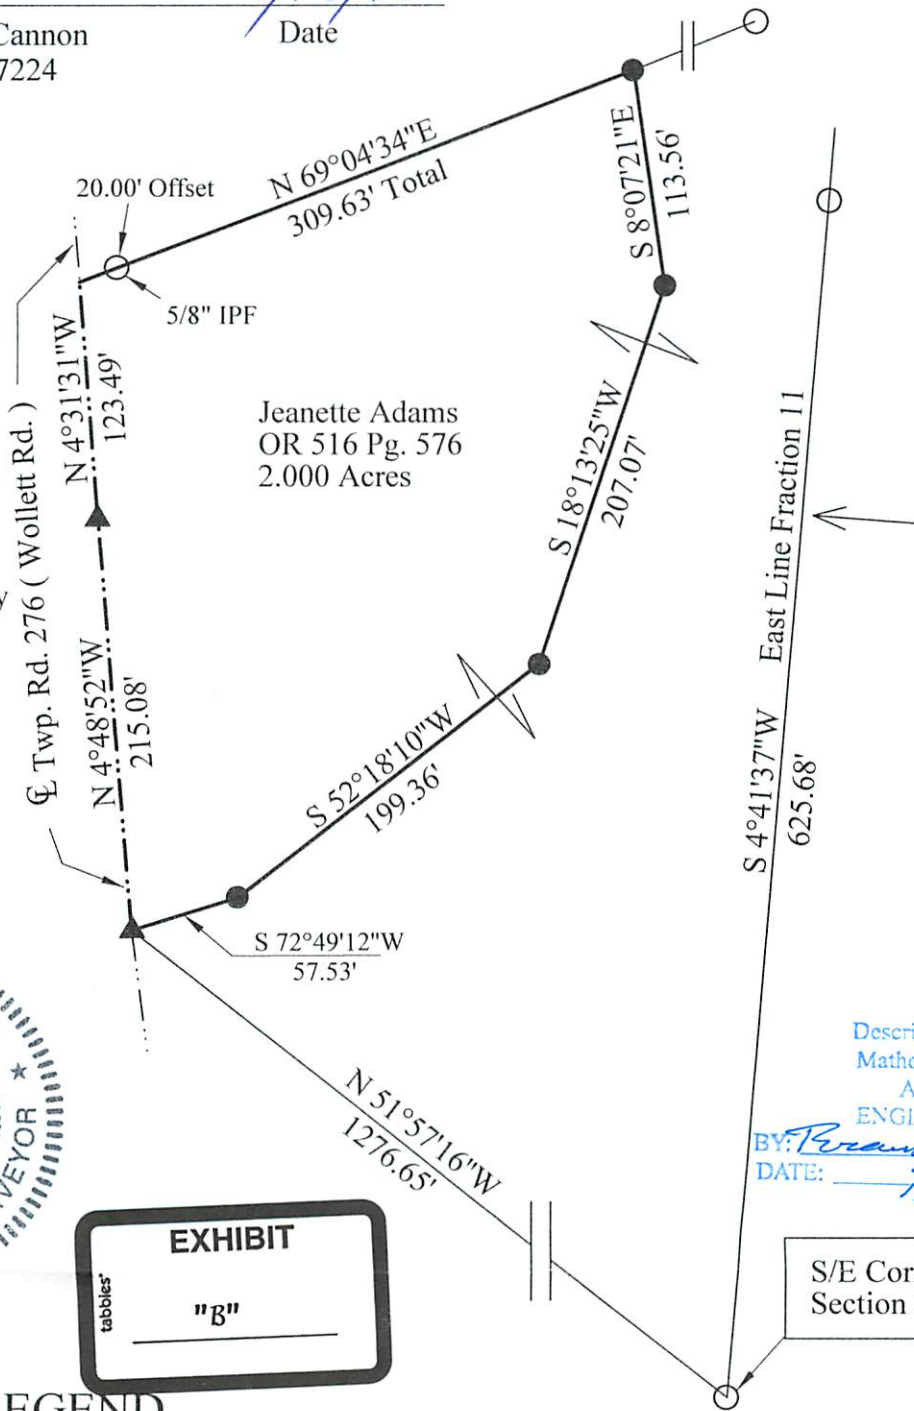 Cannon
7224
Date
N 69°04'34"E
309.63' Total
20.00' Offset
5/8" IPF
S 8°07'21"E
113.56'
N 4°31'31"W
123.49'
Jeanette Adams
OR 516 Pg. 576
2.000 Acres
S 18°13'25"W
207.07'
East Line Fraction 11
S 4°41'37"W
625.68'
℄ Twp. Rd. 276 ( Wollett Rd. )
N 4°48'52"W
215.08'
S 52°18'10"W
199.36'
S 72°49'12"W
57.53'
N 51°57'16"W
1276.65'
VEYOR
Descri
Mathe
A
ENGI
BY:
DATE:
EXHIBIT
tabbies
"B"
S/E Cor
Section
LEGEND